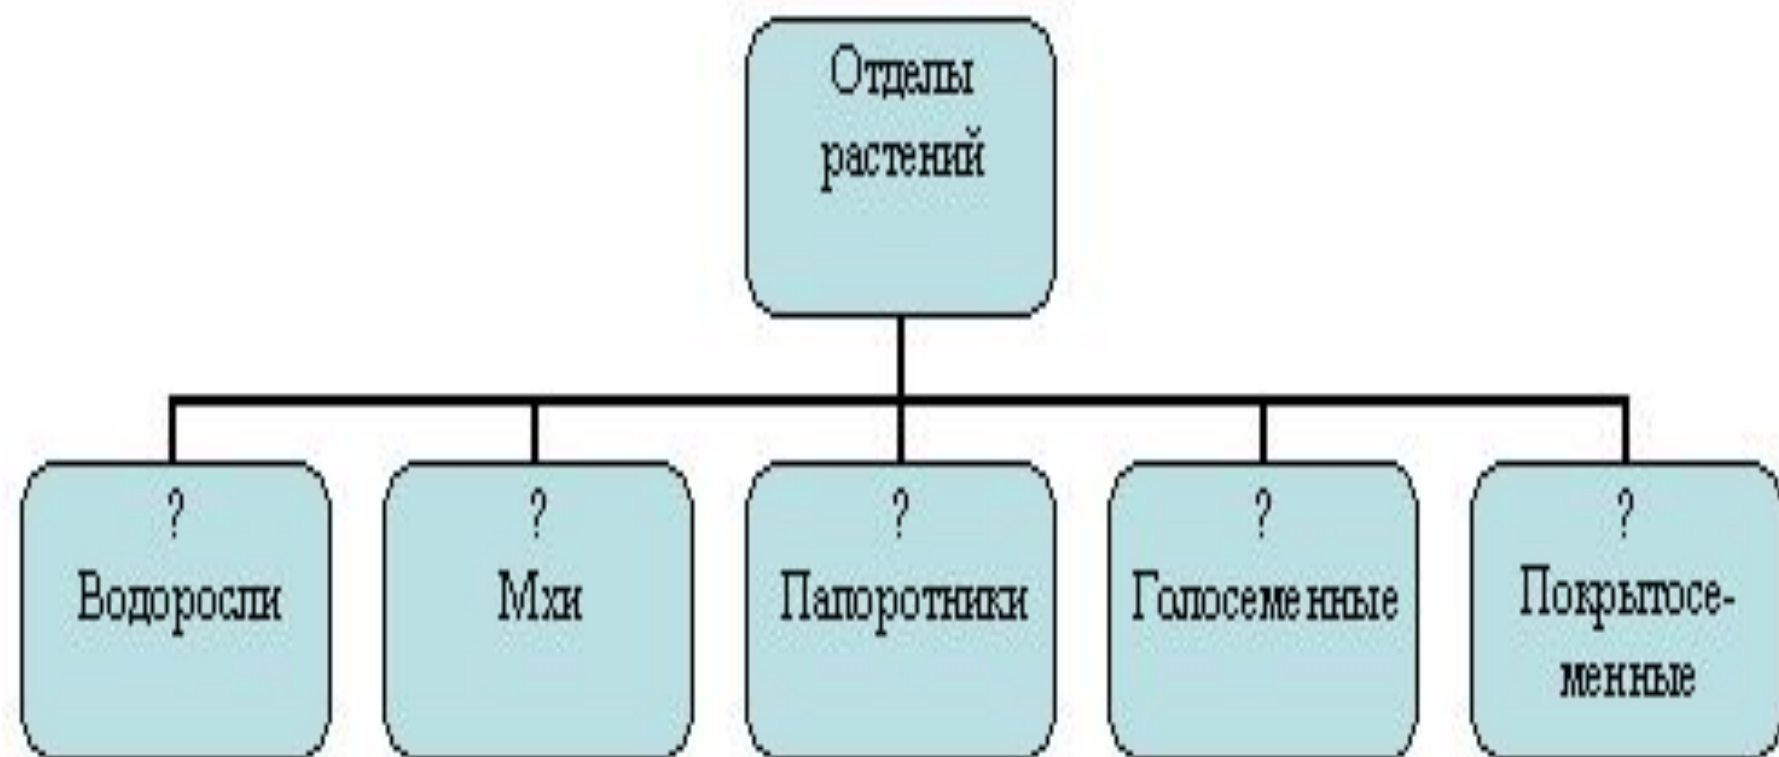 Отделы
растений
?
Водоросли
?
Мхи
?
Папоротники
?
Голосеменные
?
Покрытосе-
менные